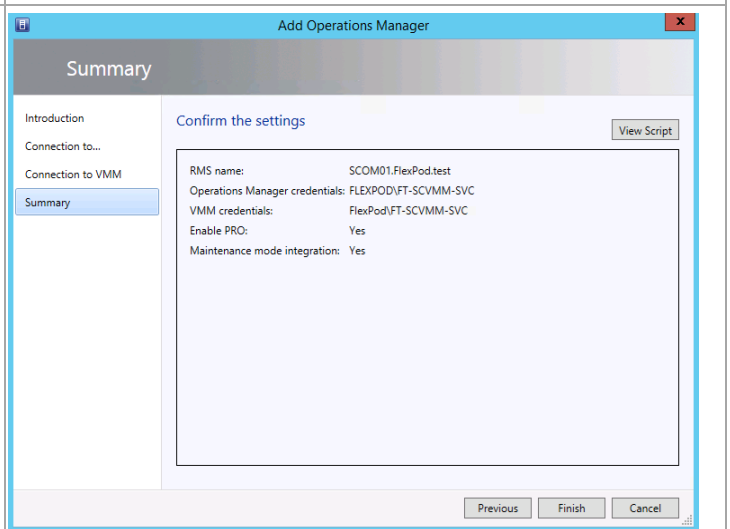 Add Operations Manager
x
Summary
Introduction
Connection to...
Connection to VMM
Summary
Confirm the settings
View Script
RMS name: SCOM01.FlexPod.test
Operations Manager credentials: FLEXPOD\FT-SCVMM-SVC
VMM credentials: FlexPod\FT-SCVMM-SVC
Enable PRO: Yes
Maintenance mode integration: Yes
Previous Finish Cancel